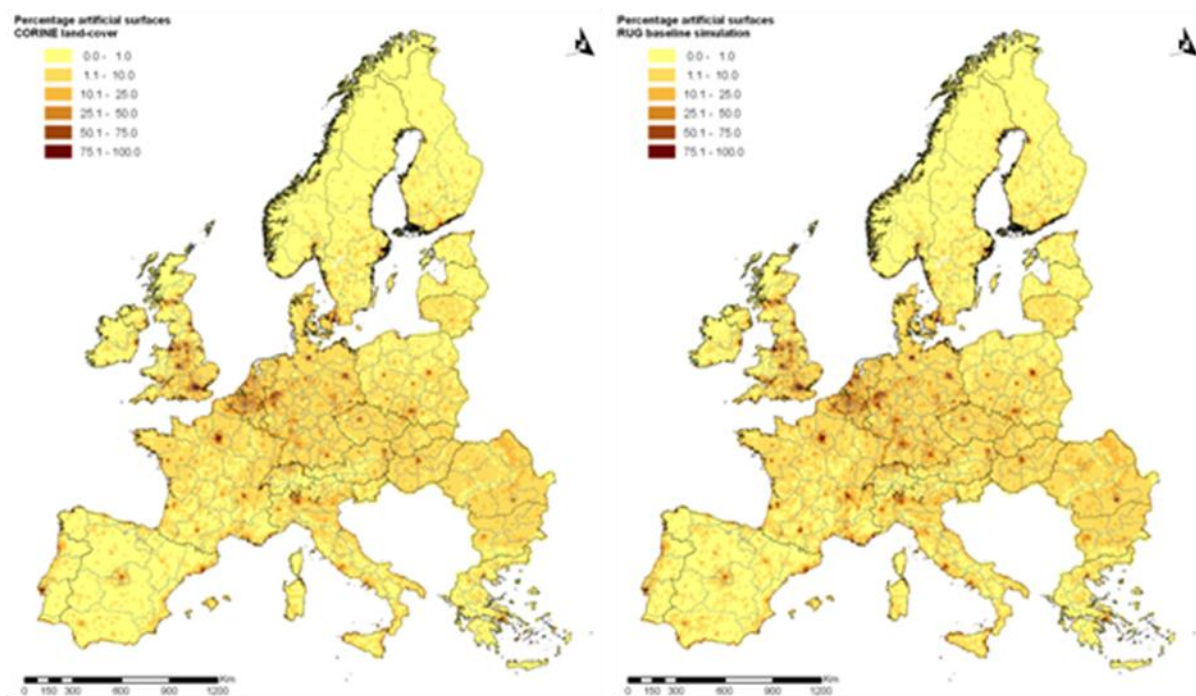 Percentage artificial surfaces
CORINE land-cover
0.0 - 1.0
1.1 - 10.0
10.1 - 25.0
25.1 - 50.0
50.1 - 75.0
75.1 - 100.0
Km
0 150 300 600 900 1200
Percentage artificial surfaces
RUG baseline simulation
0.0 - 1.0
1.1 - 10.0
10.1 - 25.0
25.1 - 50.0
50.1 - 75.0
75.1 - 100.0
Km
0 150 300 600 900 1200